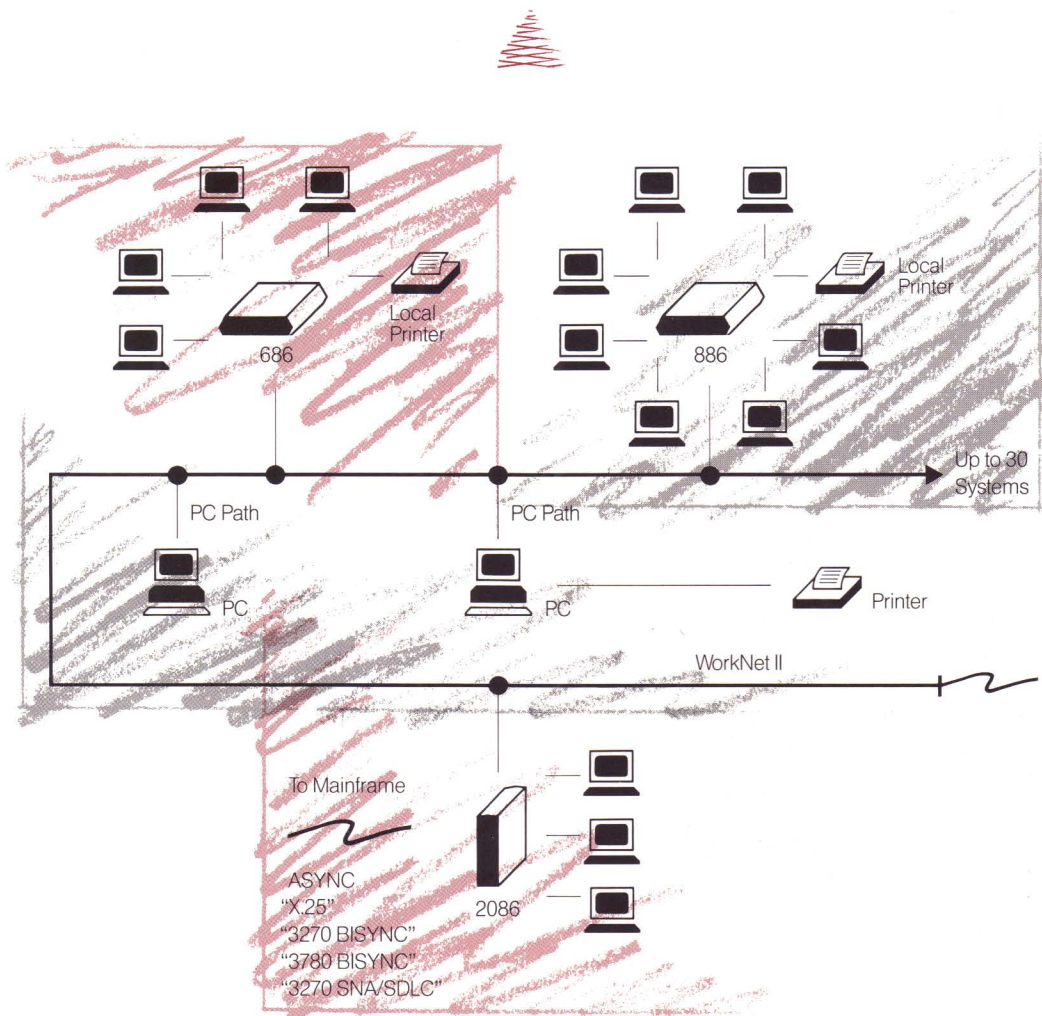 Local
Printer
686
Local
Printer
886
Up to 30
Systems
PC Path
PC Path
PC
PC
Printer
WorkNet II
To Mainframe
ASYNC
“X.25”
“3270 BISYNC”
“3780 BISYNC”
“3270 SNA/SDLC”
2086